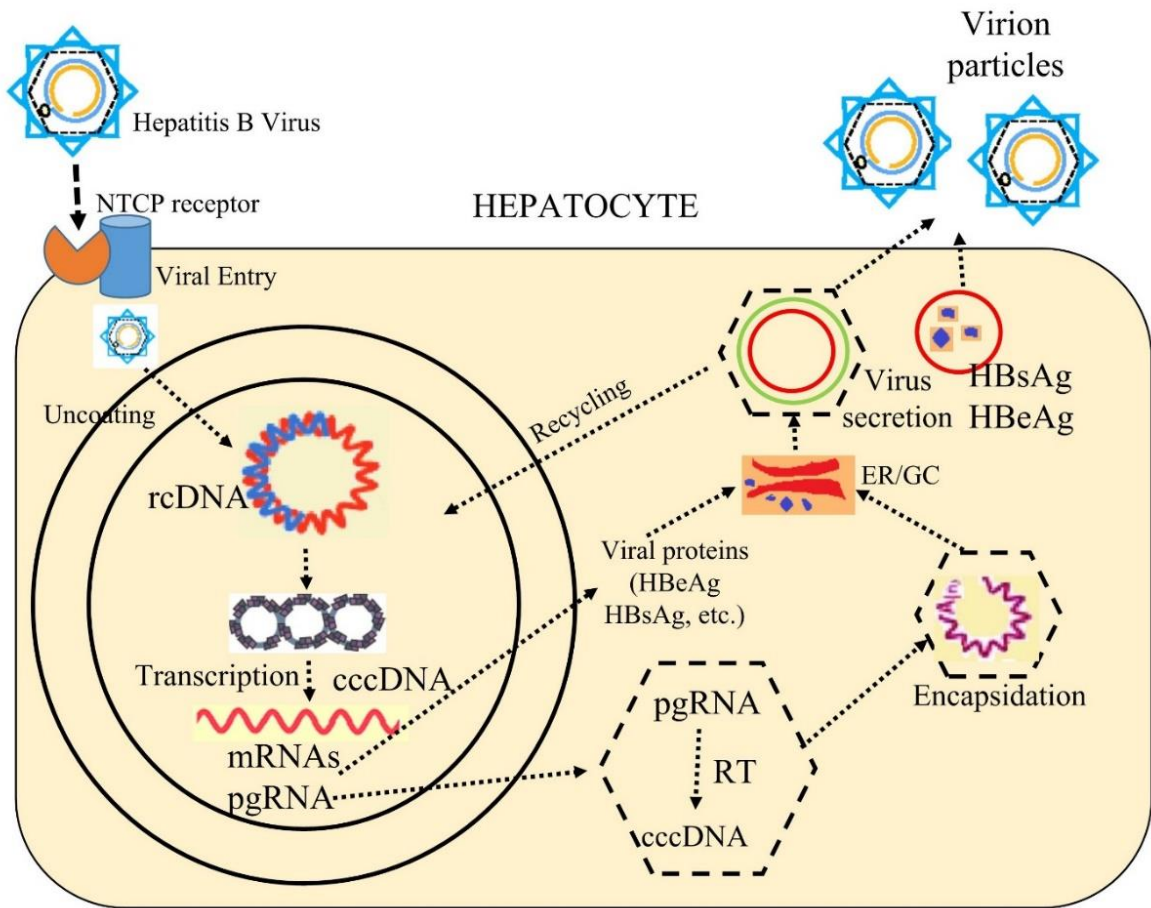 Virion
particles
Hepatitis B Virus
NTCP receptor
HEPATOCYTE
Viral Entry
Uncoating
Recycling
Virus
secretion
HBsAg
HBeAg
rcDNA
ER/GC
Viral proteins
(HBeAg
HBsAg, etc.)
Transcription
cccDNA
mRNAs
pgRNA
pgRNA
RT
cccDNA
Encapsidation